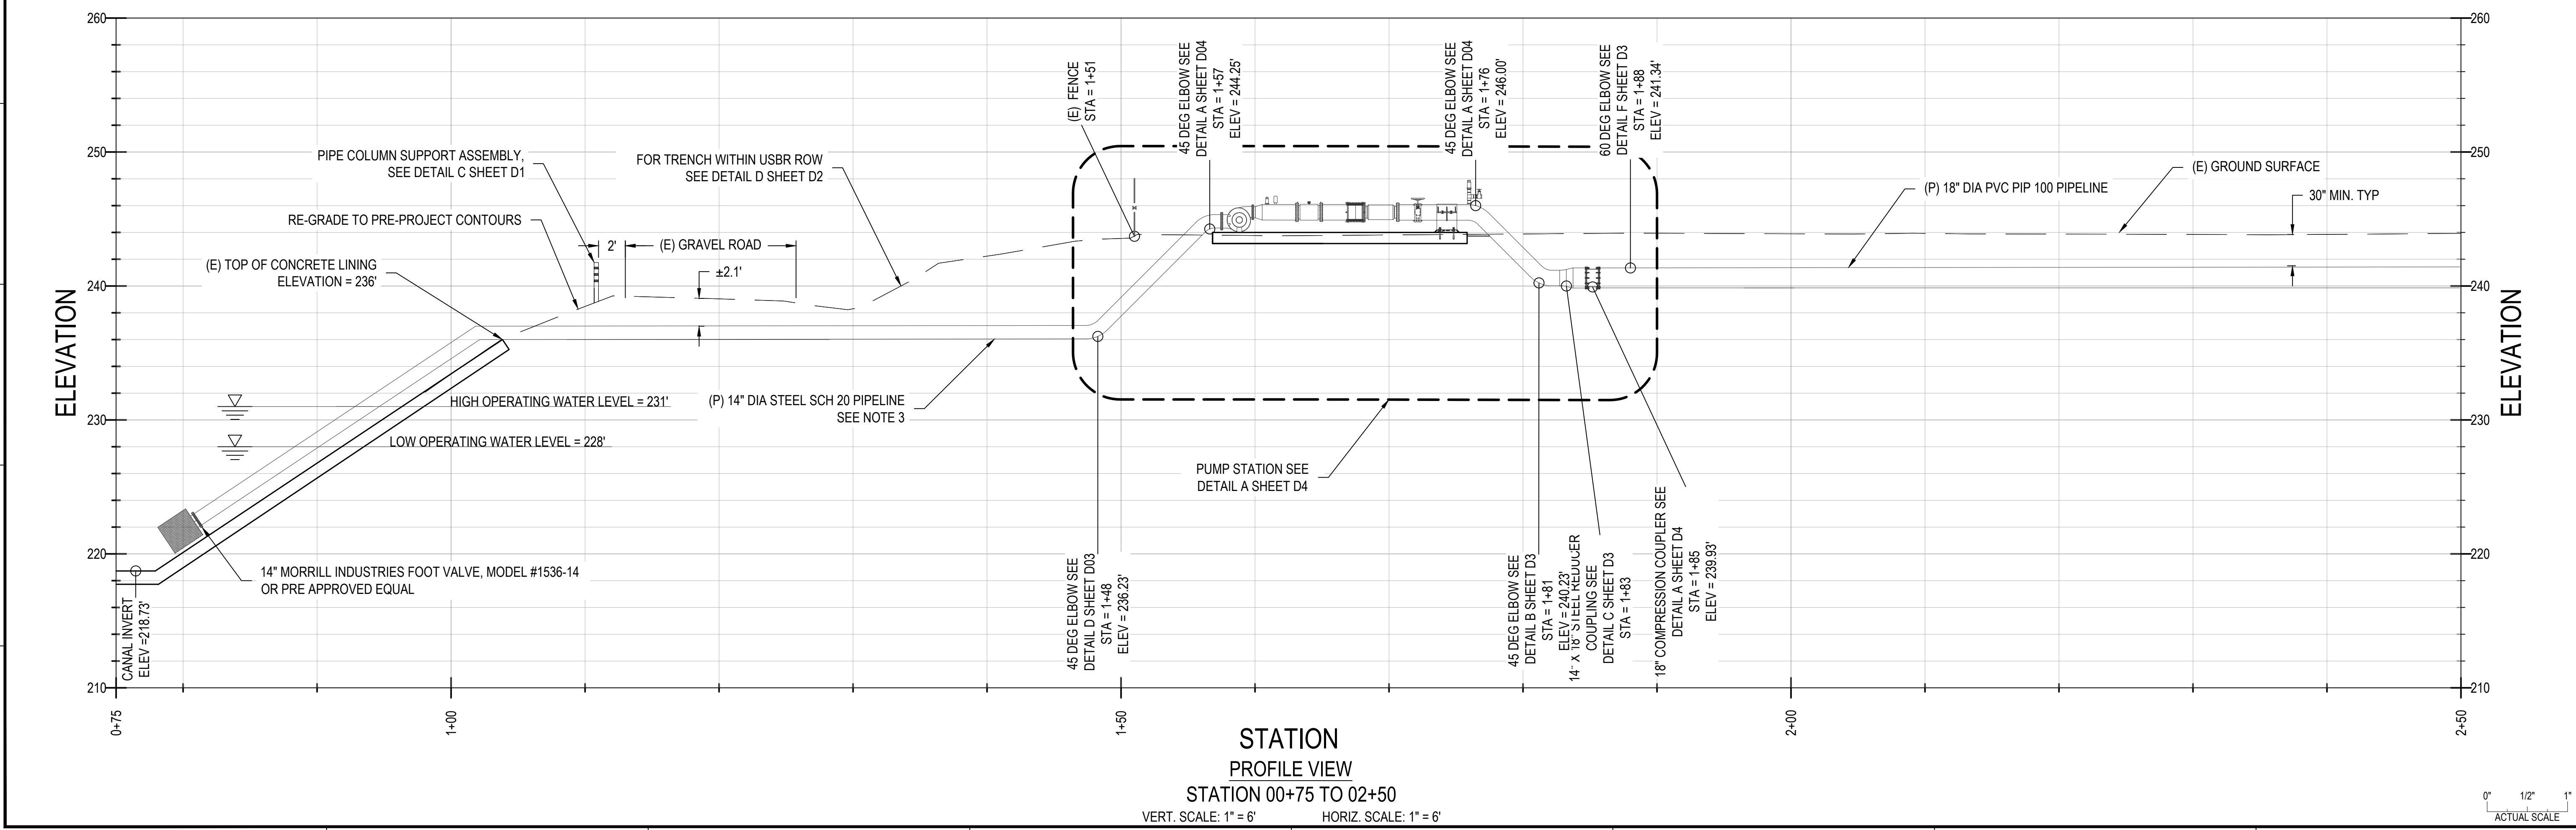 260
250
240
230
220
210
ELEVATION
PIPE COLUMN SUPPORT ASSEMBLY,
SEE DETAIL C SHEET D1
RE-GRADE TO PRE-PROJECT CONTOURS
(E) TOP OF CONCRETE LINING
ELEVATION = 236'
2'
(E) GRAVEL ROAD
±2.1'
FOR TRENCH WITHIN USBR ROW
SEE DETAIL D SHEET D2
HIGH OPERATING WATER LEVEL = 231'
LOW OPERATING WATER LEVEL = 228'
(P) 14" DIA STEEL SCH 20 PIPELINE
SEE NOTE 3
14" MORRILL INDUSTRIES FOOT VALVE, MODEL #1536-14
OR PRE APPROVED EQUAL
CANAL INVERT
ELEV =218.73'
(E) FENCE
STA = 1+51
45 DEG ELBOW SEE
DETAIL A SHEET D04
STA = 1+57
ELEV = 244.25'
45 DEG ELBOW SEE
DETAIL A SHEET D04
STA = 1+76
ELEV = 246.00'
60 DEG ELBOW SEE
DETAIL F SHEET D3
STA = 1+88
ELEV = 241.34'
(P) 18" DIA PVC PIP 100 PIPELINE
(E) GROUND SURFACE
30" MIN. TYP
PUMP STATION SEE
DETAIL A SHEET D4
45 DEG ELBOW SEE
DETAIL D SHEET D03
STA = 1+48
ELEV = 236.23'
45 DEG ELBOW SEE
DETAIL B SHEET D3
STA = 1+81
ELEV = 240.23'
14" X 18" STEEL REDUCER
COUPLING SEE
DETAIL C SHEET D3
STA = 1+83
18" COMPRESSION COUPLER SEE
DETAIL A SHEET D4
STA = 1+85
ELEV = 239.93'
260
250
240
230
220
210
ELEVATION
0+75
1+00
1+50
2+00
2+50
STATION
PROFILE VIEW
STATION 00+75 TO 02+50
VERT. SCALE: 1" = 6' HORIZ. SCALE: 1" = 6'
0" 1/2" 1"
ACTUAL SCALE